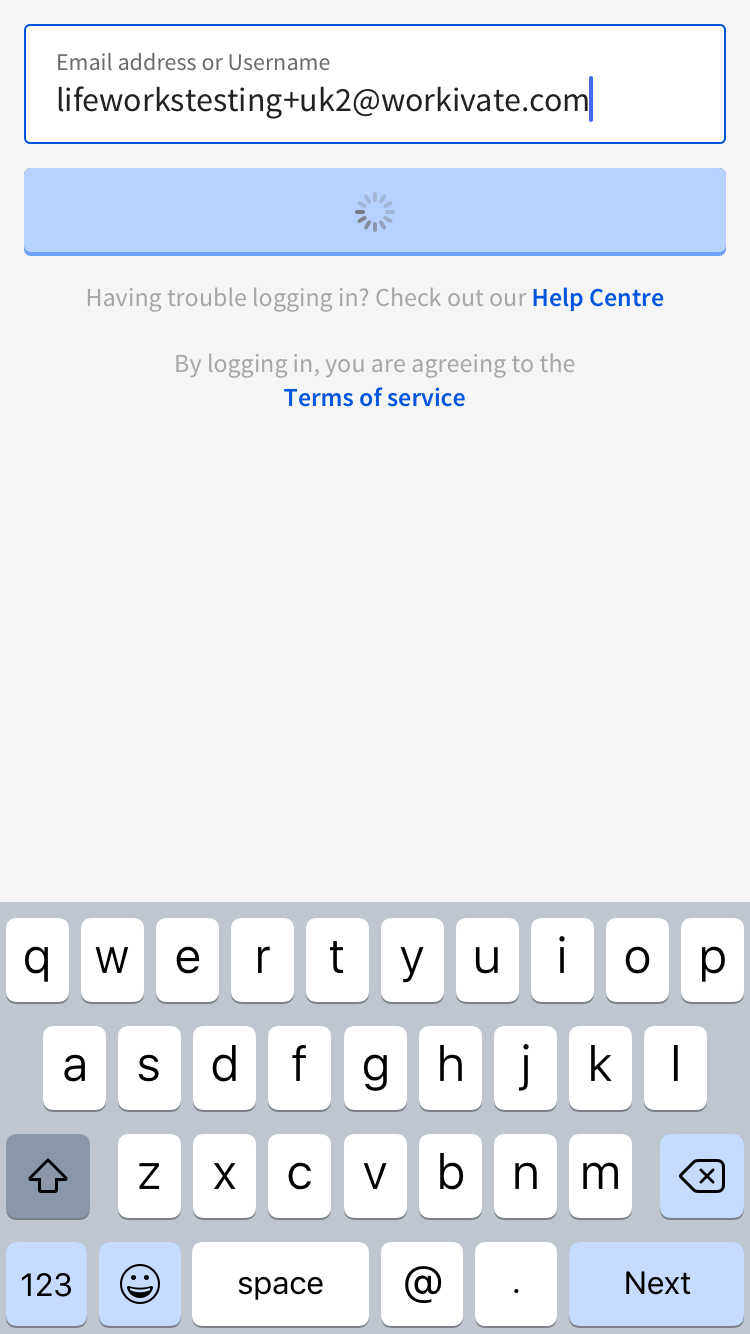 Email address or Username
lifeworkstesting+uk2@workivate.com
Having trouble logging in? Check out our Help Centre
By logging in, you are agreeing to the
Terms of service
q w e r t y u i o p
a s d f g h j k l
z x c v b n m
123 space @ . Next